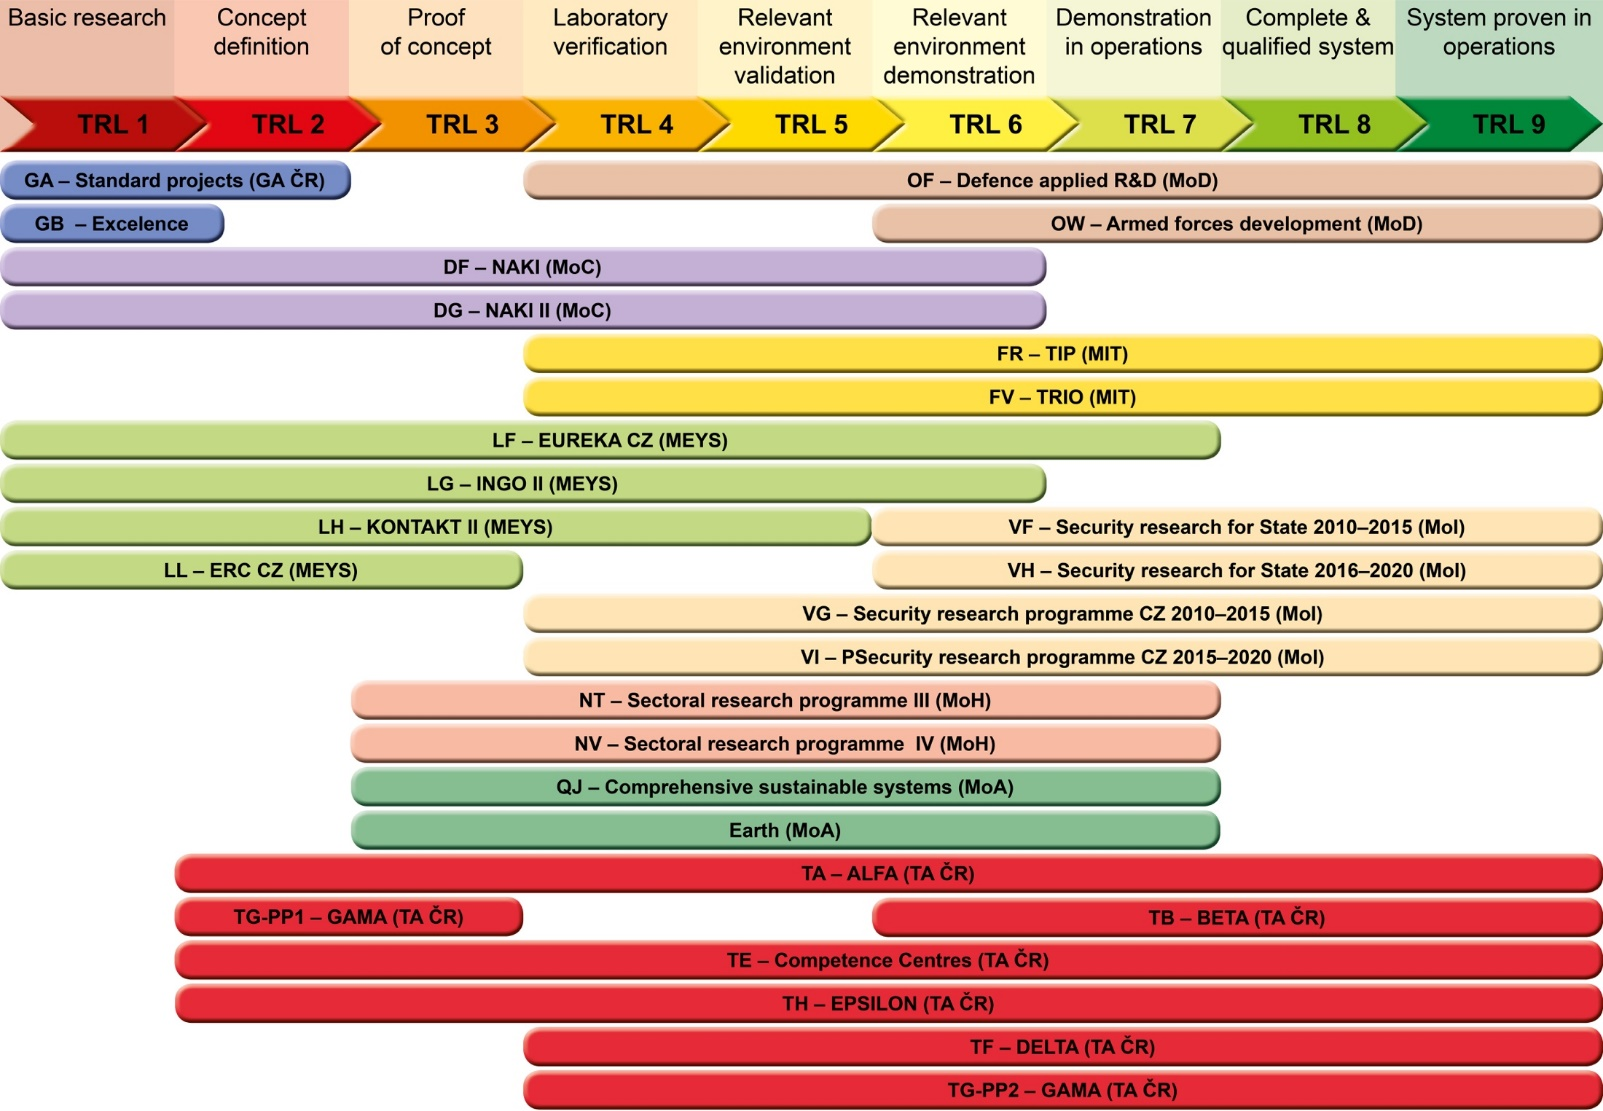 Basic research
Concept
definition
Proof
of concept
Laboratory
verification
Relevant
environment
validation
Relevant
environment
demonstration
Demonstration
in operations
Complete &
qualified system
System proven in
operations
TRL 1
TRL 2
TRL 3
TRL 4
TRL 5
TRL 6
TRL 7
TRL 8
TRL 9
GA – Standard projects (GA ČR)
OF – Defence applied R&D (MoD)
GB – Excelence
OW – Armed forces development (MoD)
DF – NAKI (MoC)
DG – NAKI II (MoC)
FR – TIP (MIT)
FV – TRIO (MIT)
LF – EUREKA CZ (MEYS)
LG – INGO II (MEYS)
LH – KONTAKT II (MEYS)
VF – Security research for State 2010–2015 (MoI)
LL – ERC CZ (MEYS)
VH – Security research for State 2016–2020 (MoI)
VG – Security research programme CZ 2010–2015 (MoI)
VI – PSecurity research programme CZ 2015–2020 (MoI)
NT – Sectoral research programme III (MoH)
NV – Sectoral research programme IV (MoH)
QJ – Comprehensive sustainable systems (MoA)
Earth (MoA)
TA – ALFA (TA ČR)
TG-PP1 – GAMA (TA ČR)
TB – BETA (TA ČR)
TE – Competence Centres (TA ČR)
TH – EPSILON (TA ČR)
TF – DELTA (TA ČR)
TG-PP2 – GAMA (TA ČR)